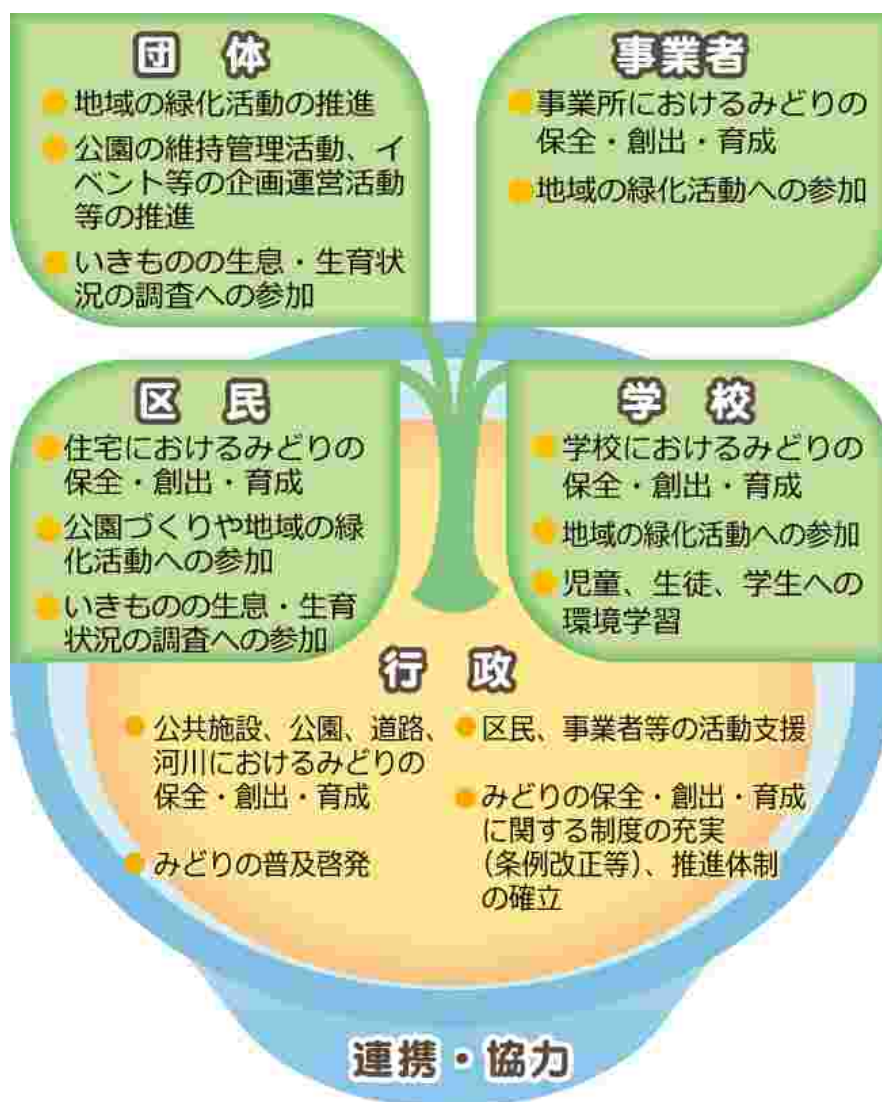 団 体
地域の緑化活動の推進
公園の維持管理活動、イ
ベント等の企画運営活動
等の推進
いきものの生息・生育状
況の調査への参加
事業者
事業所におけるみどりの
保全・創出・育成
地域の緑化活動への参加
区 民
住宅におけるみどりの
保全・創出・育成
公園づくりや地域の緑
化活動への参加
いきものの生息・生育
状況の調査への参加
学 校
学校におけるみどりの
保全・創出・育成
地域の緑化活動への参加
児童、生徒、学生への
環境学習
行 政
公共施設、公園、道路、
河川におけるみどりの
保全・創出・育成
みどりの普及啓発
区民、事業者等の活動支援
みどりの保全・創出・育成
に関する制度の充実
(条例改正等)、推進体制
の確立
連携・協力